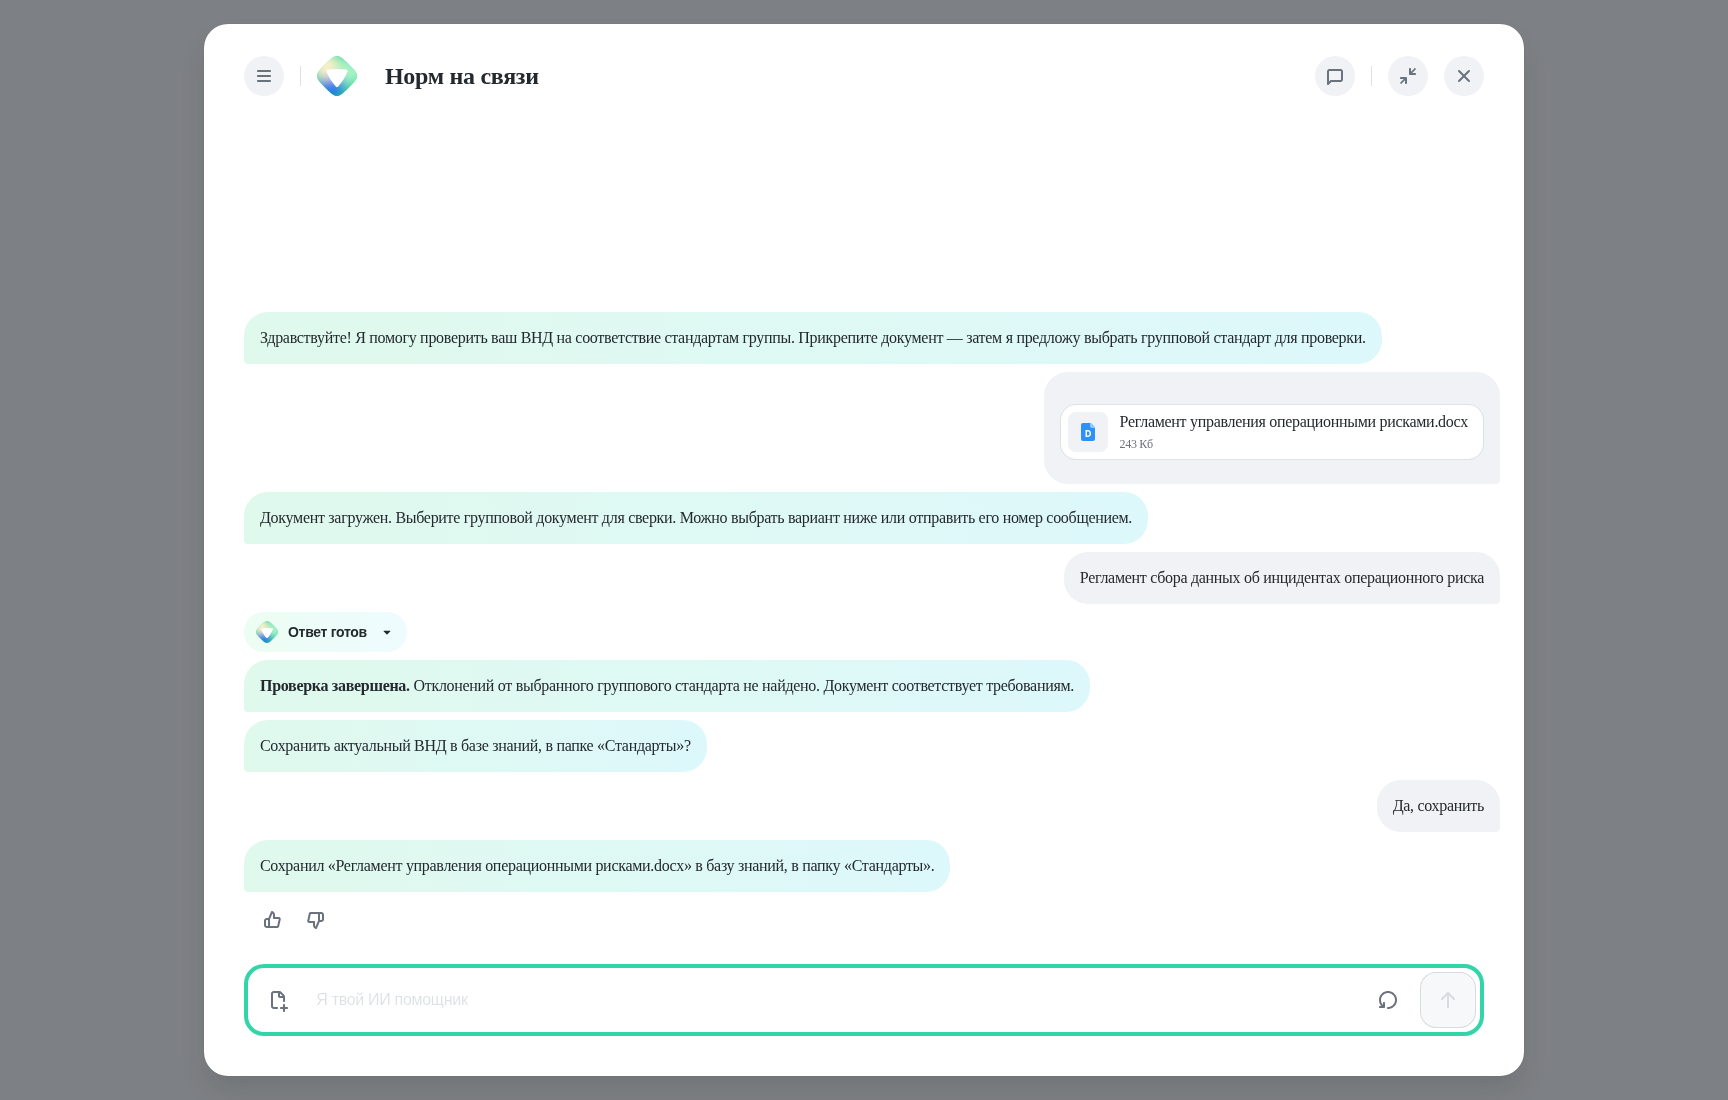 Норм на связи
Здравствуйте! Я помогу проверить ваш ВНД на соответствие стандартам группы. Прикрепите документ — затем я предложу выбрать групповой стандарт для проверки.
Регламент управления операционными рисками.docx
243 Кб
Документ загружен. Выберите групповой документ для сверки. Можно выбрать вариант ниже или отправить его номер сообщением.
Регламент сбора данных об инцидентах операционного риска
Ответ готов
Проверка завершена. Отклонений от выбранного группового стандарта не найдено. Документ соответствует требованиям.
Сохранить актуальный ВНД в базе знаний, в папке «Стандарты»?
Да, сохранить
Сохранил «Регламент управления операционными рисками.docx» в базу знаний, в папку «Стандарты».
Я твой ИИ помощник